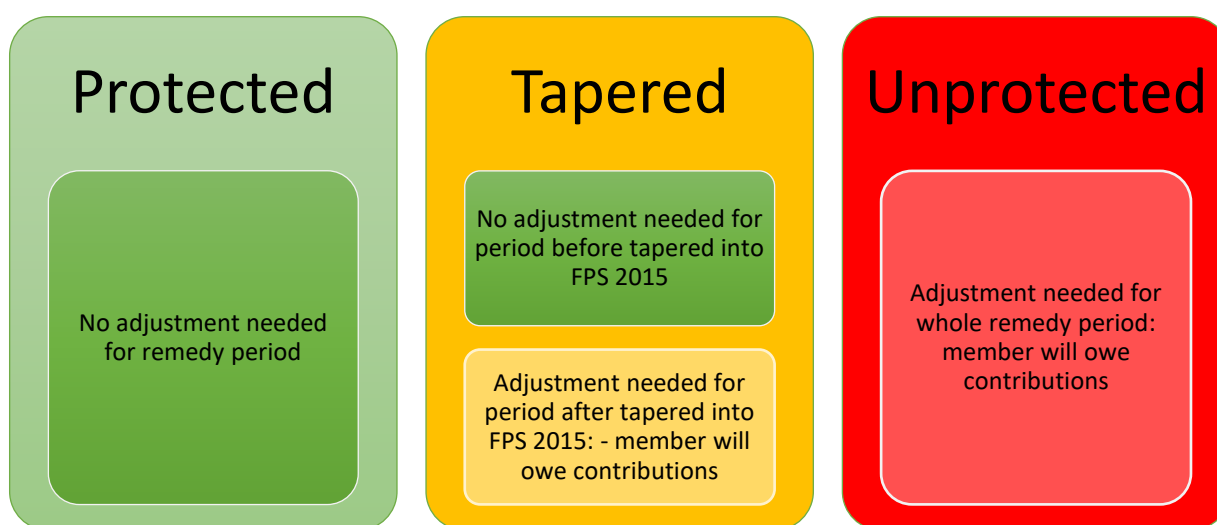 Protected
No adjustment needed
for remedy period
Tapered
No adjustment needed for
period before tapered into
FPS 2015
Adjustment needed for
period after tapered into
FPS 2015: - member will
owe contributions
Unprotected
Adjustment needed for
whole remedy period:
member will owe
contributions